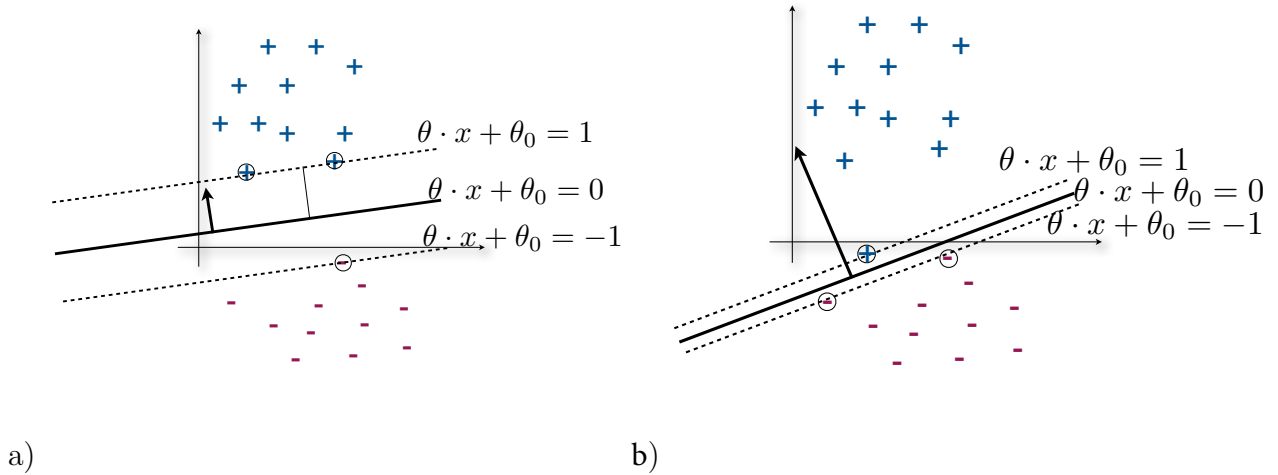 θ · x + θ₀ = 1
θ · x + θ₀ = 0
θ · x + θ₀ = −1
a)
θ · x + θ₀ = 1
θ · x + θ₀ = 0
θ · x + θ₀ = −1
b)